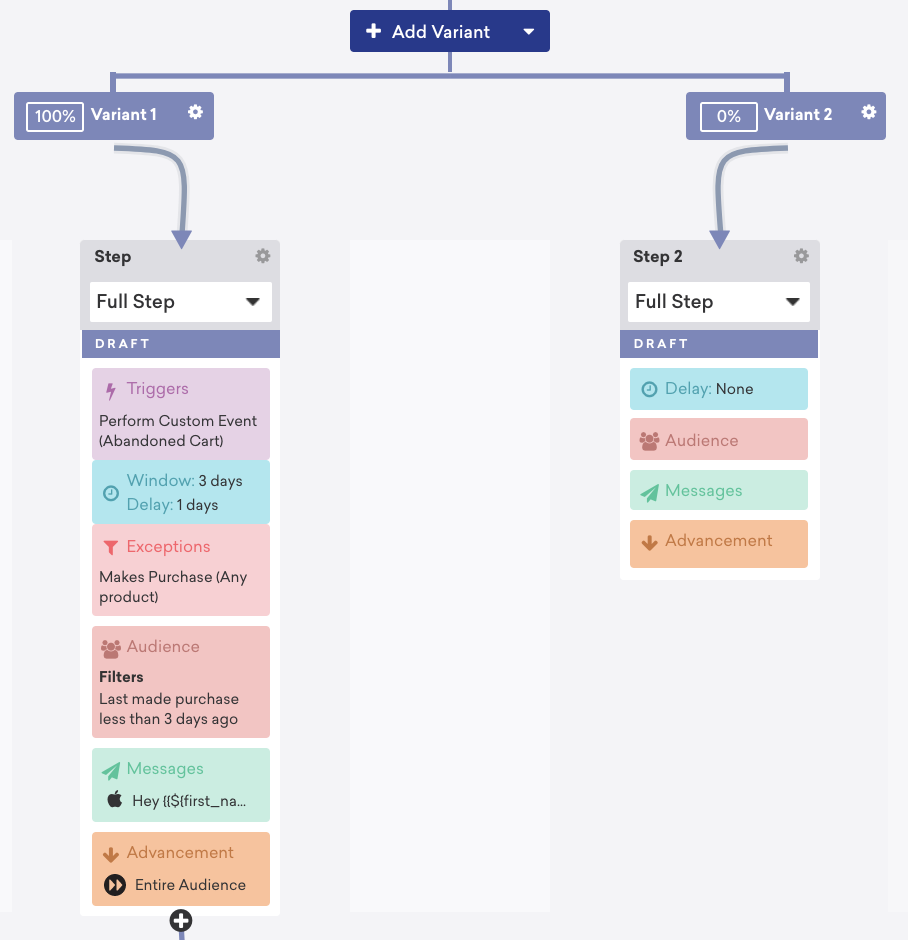 Add Variant
100% Variant 1
0% Variant 2
Step
Full Step
DRAFT
Triggers
Perform Custom Event
(Abandoned Cart)
Window: 3 days
Delay: 1 days
Exceptions
Makes Purchase (Any
product)
Audience
Filters
Last made purchase
less than 3 days ago
Messages
Hey {{${first_na...
Advancement
Entire Audience
Step 2
Full Step
DRAFT
Delay: None
Audience
Messages
Advancement